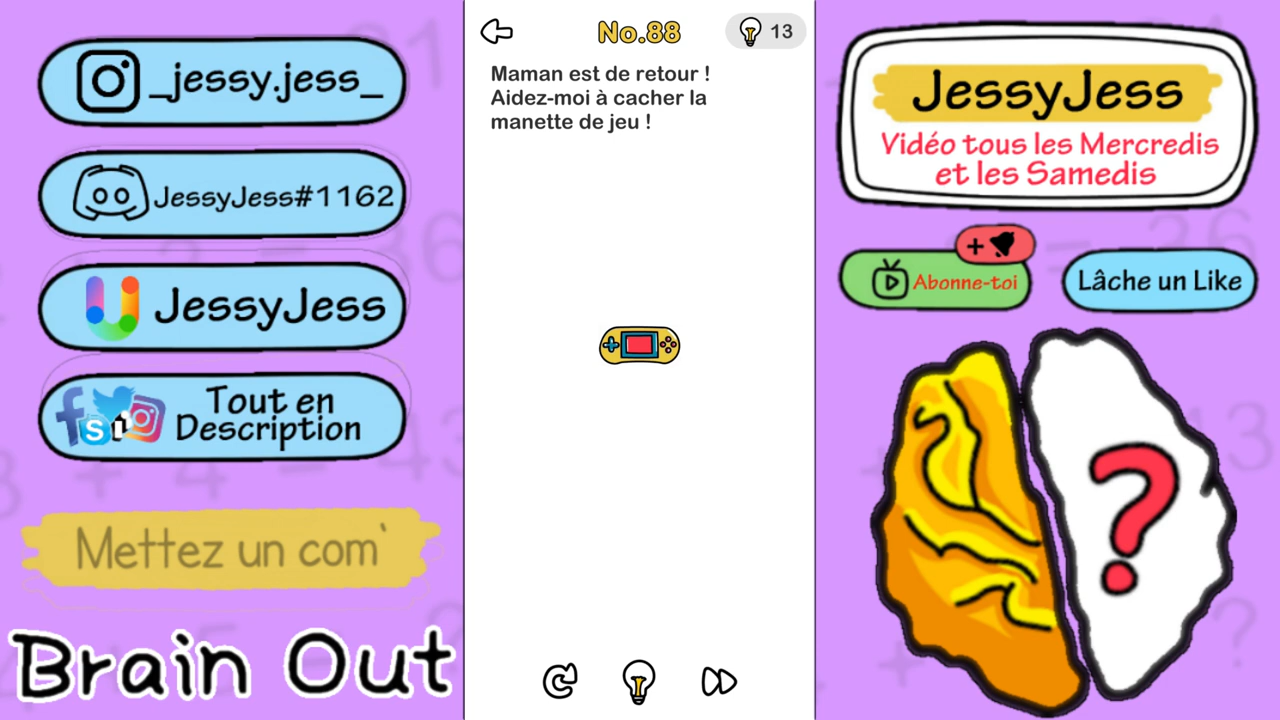 _jessy.jess_
JessyJess#1162
JessyJess
Tout en
Description
Mettez un com`
Brain Out
No.88
13
Maman est de retour !
Aidez-moi à cacher la
manette de jeu !
JessyJess
Vidéo tous les Mercredis
et les Samedis
+
Abonne-toi
Lâche un Like
?